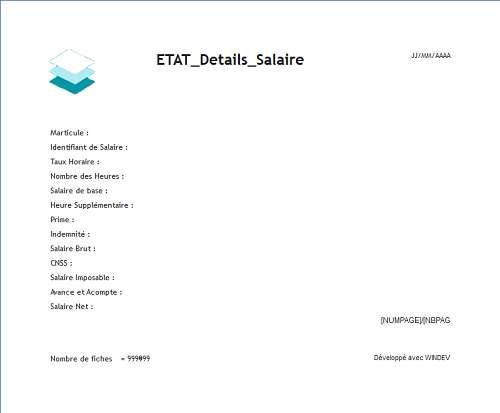 ETAT_Details_Salaire
JJ/MM/AAAA
Marticule :
Identifiant de Salaire :
Taux Horaire :
Nombre des Heures :
Salaire de base :
Heure Supplémentaire :
Prime :
Indemnité :
Salaire Brut :
CNSS :
Salaire Imposable :
Avance et Acompte :
Salaire Net :
[NUMPAGE]/[NBPAG
Nombre de fiches = 999999
Développé avec WINDEV